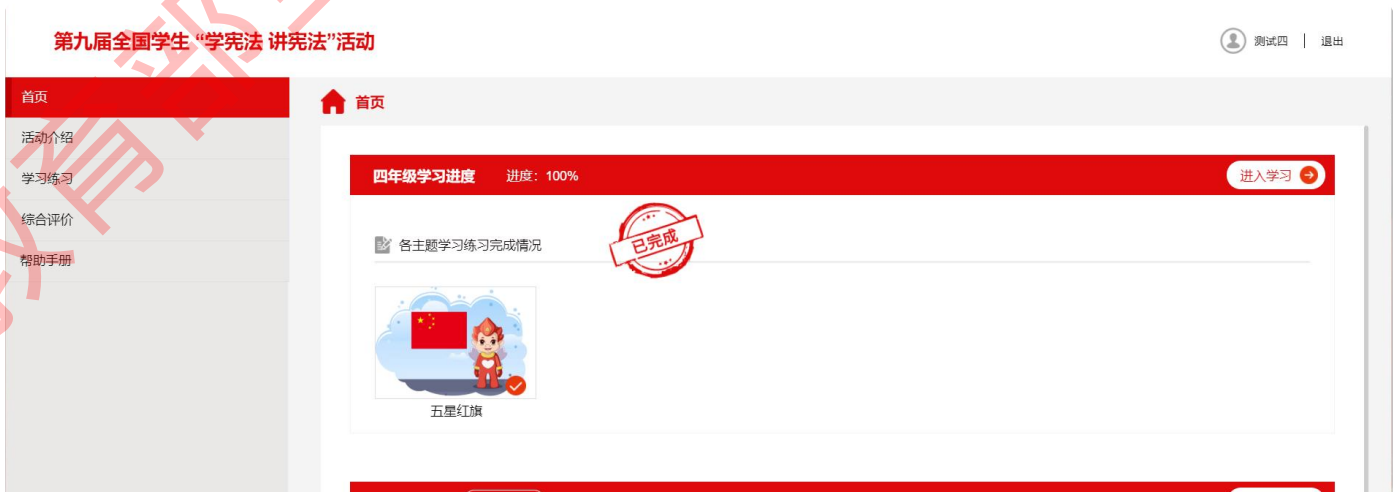 第九届全国学生 “学宪法 讲宪法”活动
测试四 | 退出
首页
活动介绍
学习练习
综合评价
帮助手册
首页
四年级学习进度 进度：100%
进入学习
各主题学习练习完成情况
已完成
五星红旗
教育部